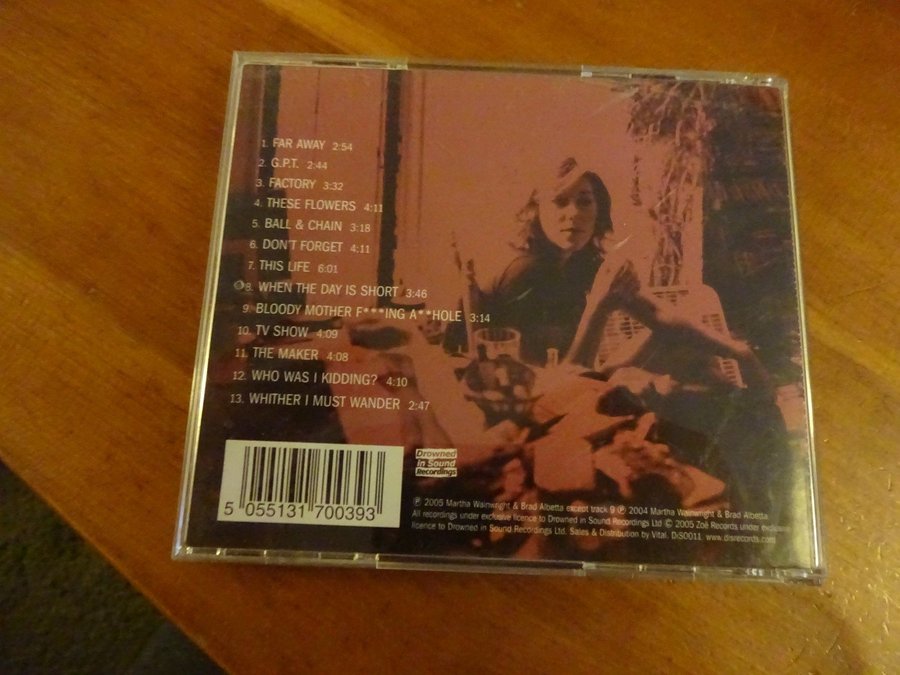 1. FAR AWAY 2:54
2. G.P.T. 2:44
3. FACTORY 3:32
4. THESE FLOWERS 4:11
5. BALL & CHAIN 3:18
6. DON'T FORGET 4:11
7. THIS LIFE 6:01
8. WHEN THE DAY IS SHORT 3:46
9. BLOODY MOTHER F***ING A**HOLE 3:14
10. TV SHOW 4:09
11. THE MAKER 4:08
12. WHO WAS I KIDDING? 4:10
13. WHITHER I MUST WANDER 2:47
Drowned
in Sound
Recordings
5 055131 700393
℗ 2005 Martha Wainwright & Brad Albetta except track 9 ℗ 2004 Martha Wainwright & Brad Albetta
All recordings under exclusive licence to Drowned in Sound Recordings Ltd © 2005 Zoë Records under exclusive
licence to Drowned in Sound Recordings Ltd. Sales & Distribution by Vital. DiS0011. www.disrecords.com